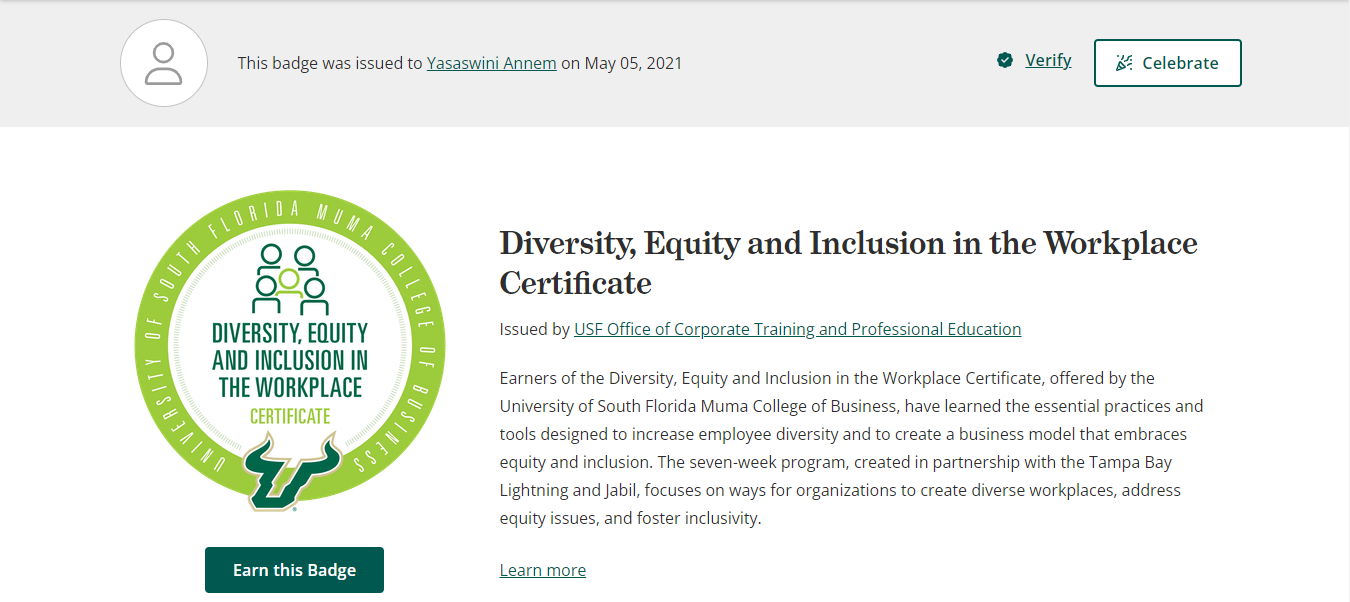 This badge was issued to Yasaswini Annem on May 05, 2021
Verify
Celebrate
UNIVERSITY OF SOUTH FLORIDA MUMA COLLEGE OF BUSINESS
DIVERSITY, EQUITY
AND INCLUSION IN
THE WORKPLACE
CERTIFICATE
Earn this Badge
Diversity, Equity and Inclusion in the Workplace
Certificate
Issued by USF Office of Corporate Training and Professional Education
Earners of the Diversity, Equity and Inclusion in the Workplace Certificate, offered by the
University of South Florida Muma College of Business, have learned the essential practices and
tools designed to increase employee diversity and to create a business model that embraces
equity and inclusion. The seven-week program, created in partnership with the Tampa Bay
Lightning and Jabil, focuses on ways for organizations to create diverse workplaces, address
equity issues, and foster inclusivity.
Learn more